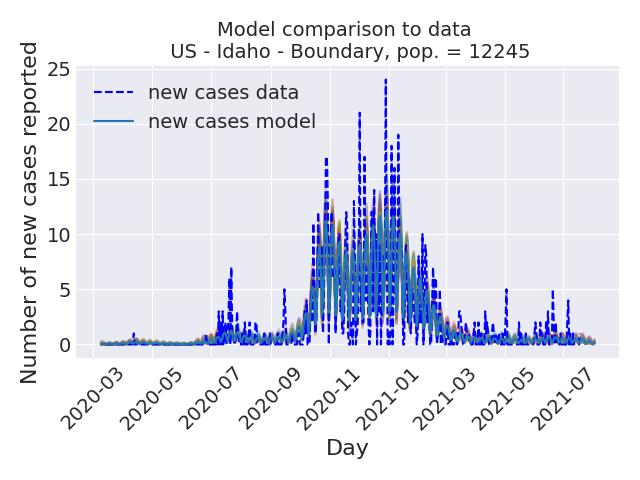 Model comparison to data
US - Idaho - Boundary, pop. = 12245
Number of new cases reported
25
20
15
10
5
0
new cases data
new cases model
2020-03
2020-05
2020-07
2020-09
2020-11
2021-01
2021-03
2021-05
2021-07
Day